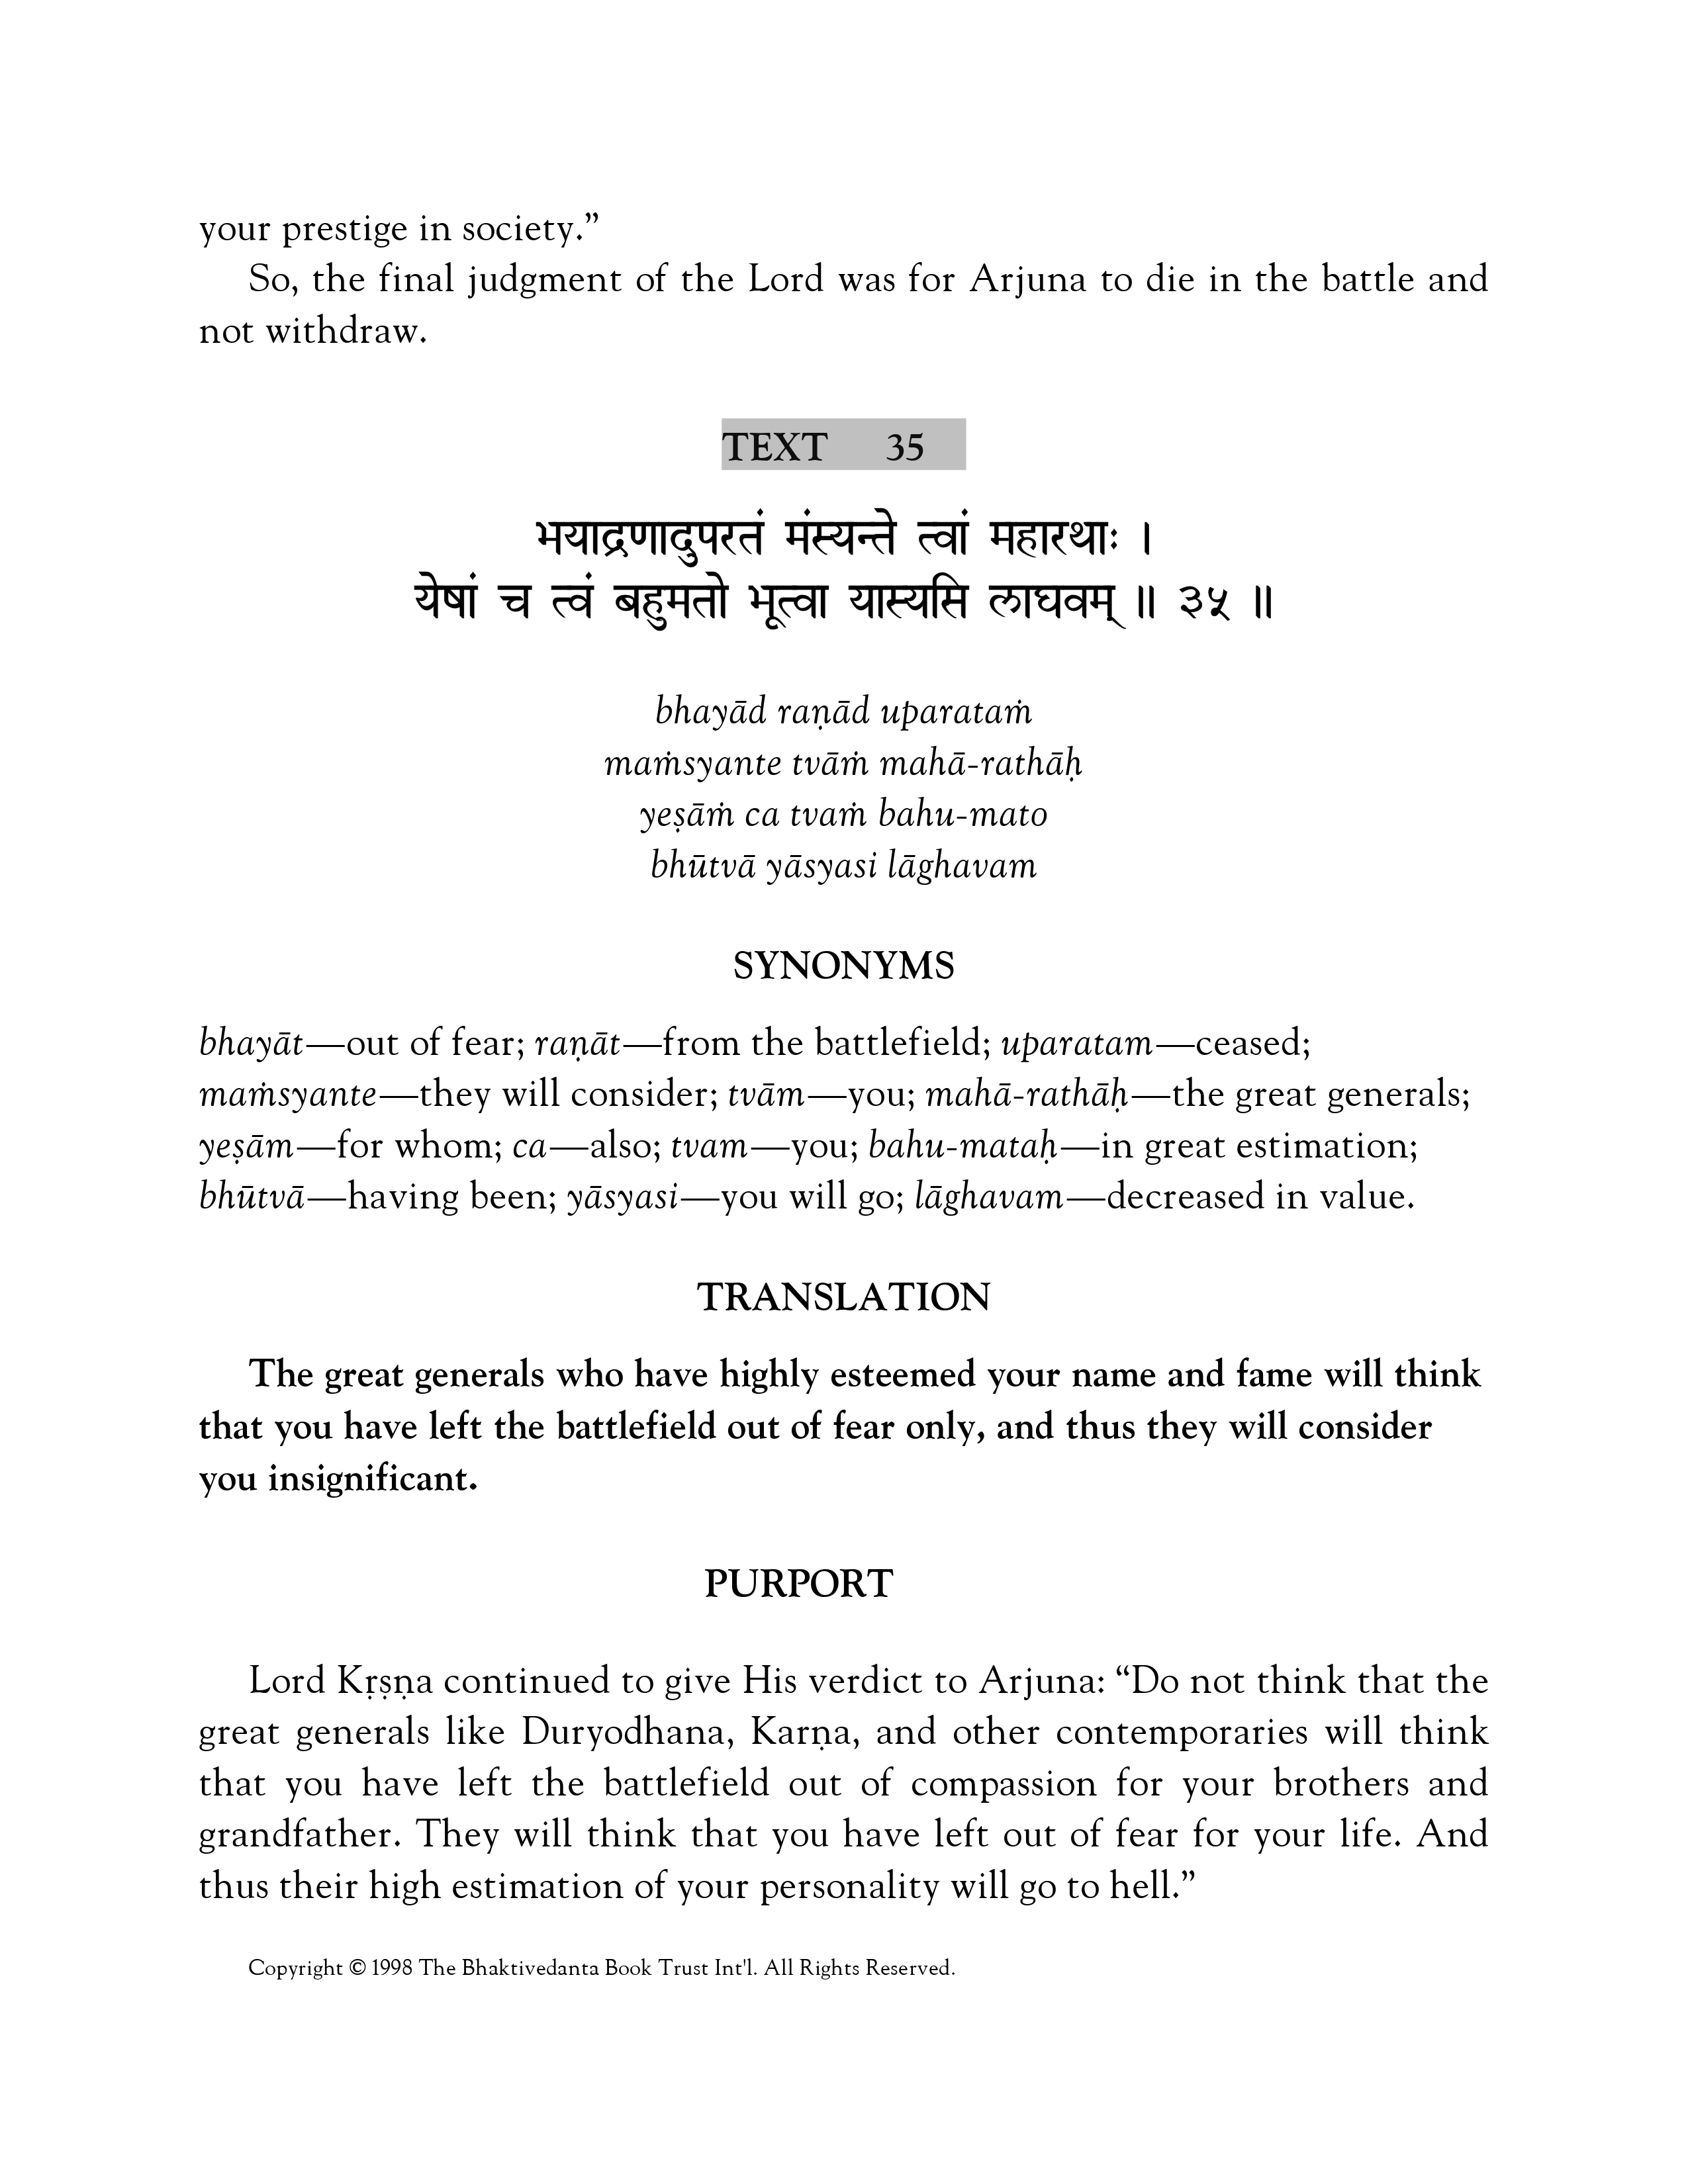 your prestige in society.”
So, the final judgment of the Lord was for Arjuna to die in the battle and
not withdraw.
TEXT 35
भयाद्रणादुपरतं मंस्यन्ते त्वां महारथाः ।
येषां च त्वं बहुमतो भूत्वा यास्यसि लाघवम् ॥ ३५ ॥
bhayād raṇād uparataṁ
maṁsyante tvāṁ mahā-rathāḥ
yeṣāṁ ca tvaṁ bahu-mato
bhūtvā yāsyasi lāghavam
SYNONYMS
bhayāt—out of fear; raṇāt—from the battlefield; uparatam—ceased;
maṁsyante—they will consider; tvām—you; mahā-rathāḥ—the great generals;
yeṣām—for whom; ca—also; tvam—you; bahu-mataḥ—in great estimation;
bhūtvā—having been; yāsyasi—you will go; lāghavam—decreased in value.
TRANSLATION
The great generals who have highly esteemed your name and fame will think
that you have left the battlefield out of fear only, and thus they will consider
you insignificant.
PURPORT
Lord Kṛṣṇa continued to give His verdict to Arjuna: “Do not think that the
great generals like Duryodhana, Karṇa, and other contemporaries will think
that you have left the battlefield out of compassion for your brothers and
grandfather. They will think that you have left out of fear for your life. And
thus their high estimation of your personality will go to hell.”
Copyright © 1998 The Bhaktivedanta Book Trust Int'l. All Rights Reserved.